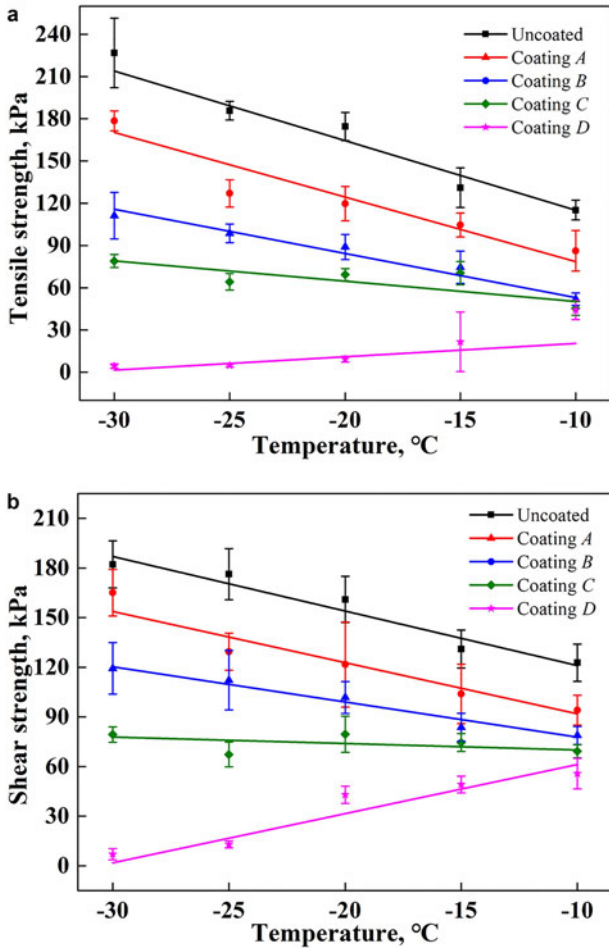 a
240
210
180
150
120
90
60
30
0
Tensile strength, kPa
Uncoated
Coating A
Coating B
Coating C
Coating D
-30 -25 -20 -15 -10
Temperature, °C
b
210
180
150
120
90
60
30
0
Shear strength, kPa
Uncoated
Coating A
Coating B
Coating C
Coating D
-30 -25 -20 -15 -10
Temperature, °C